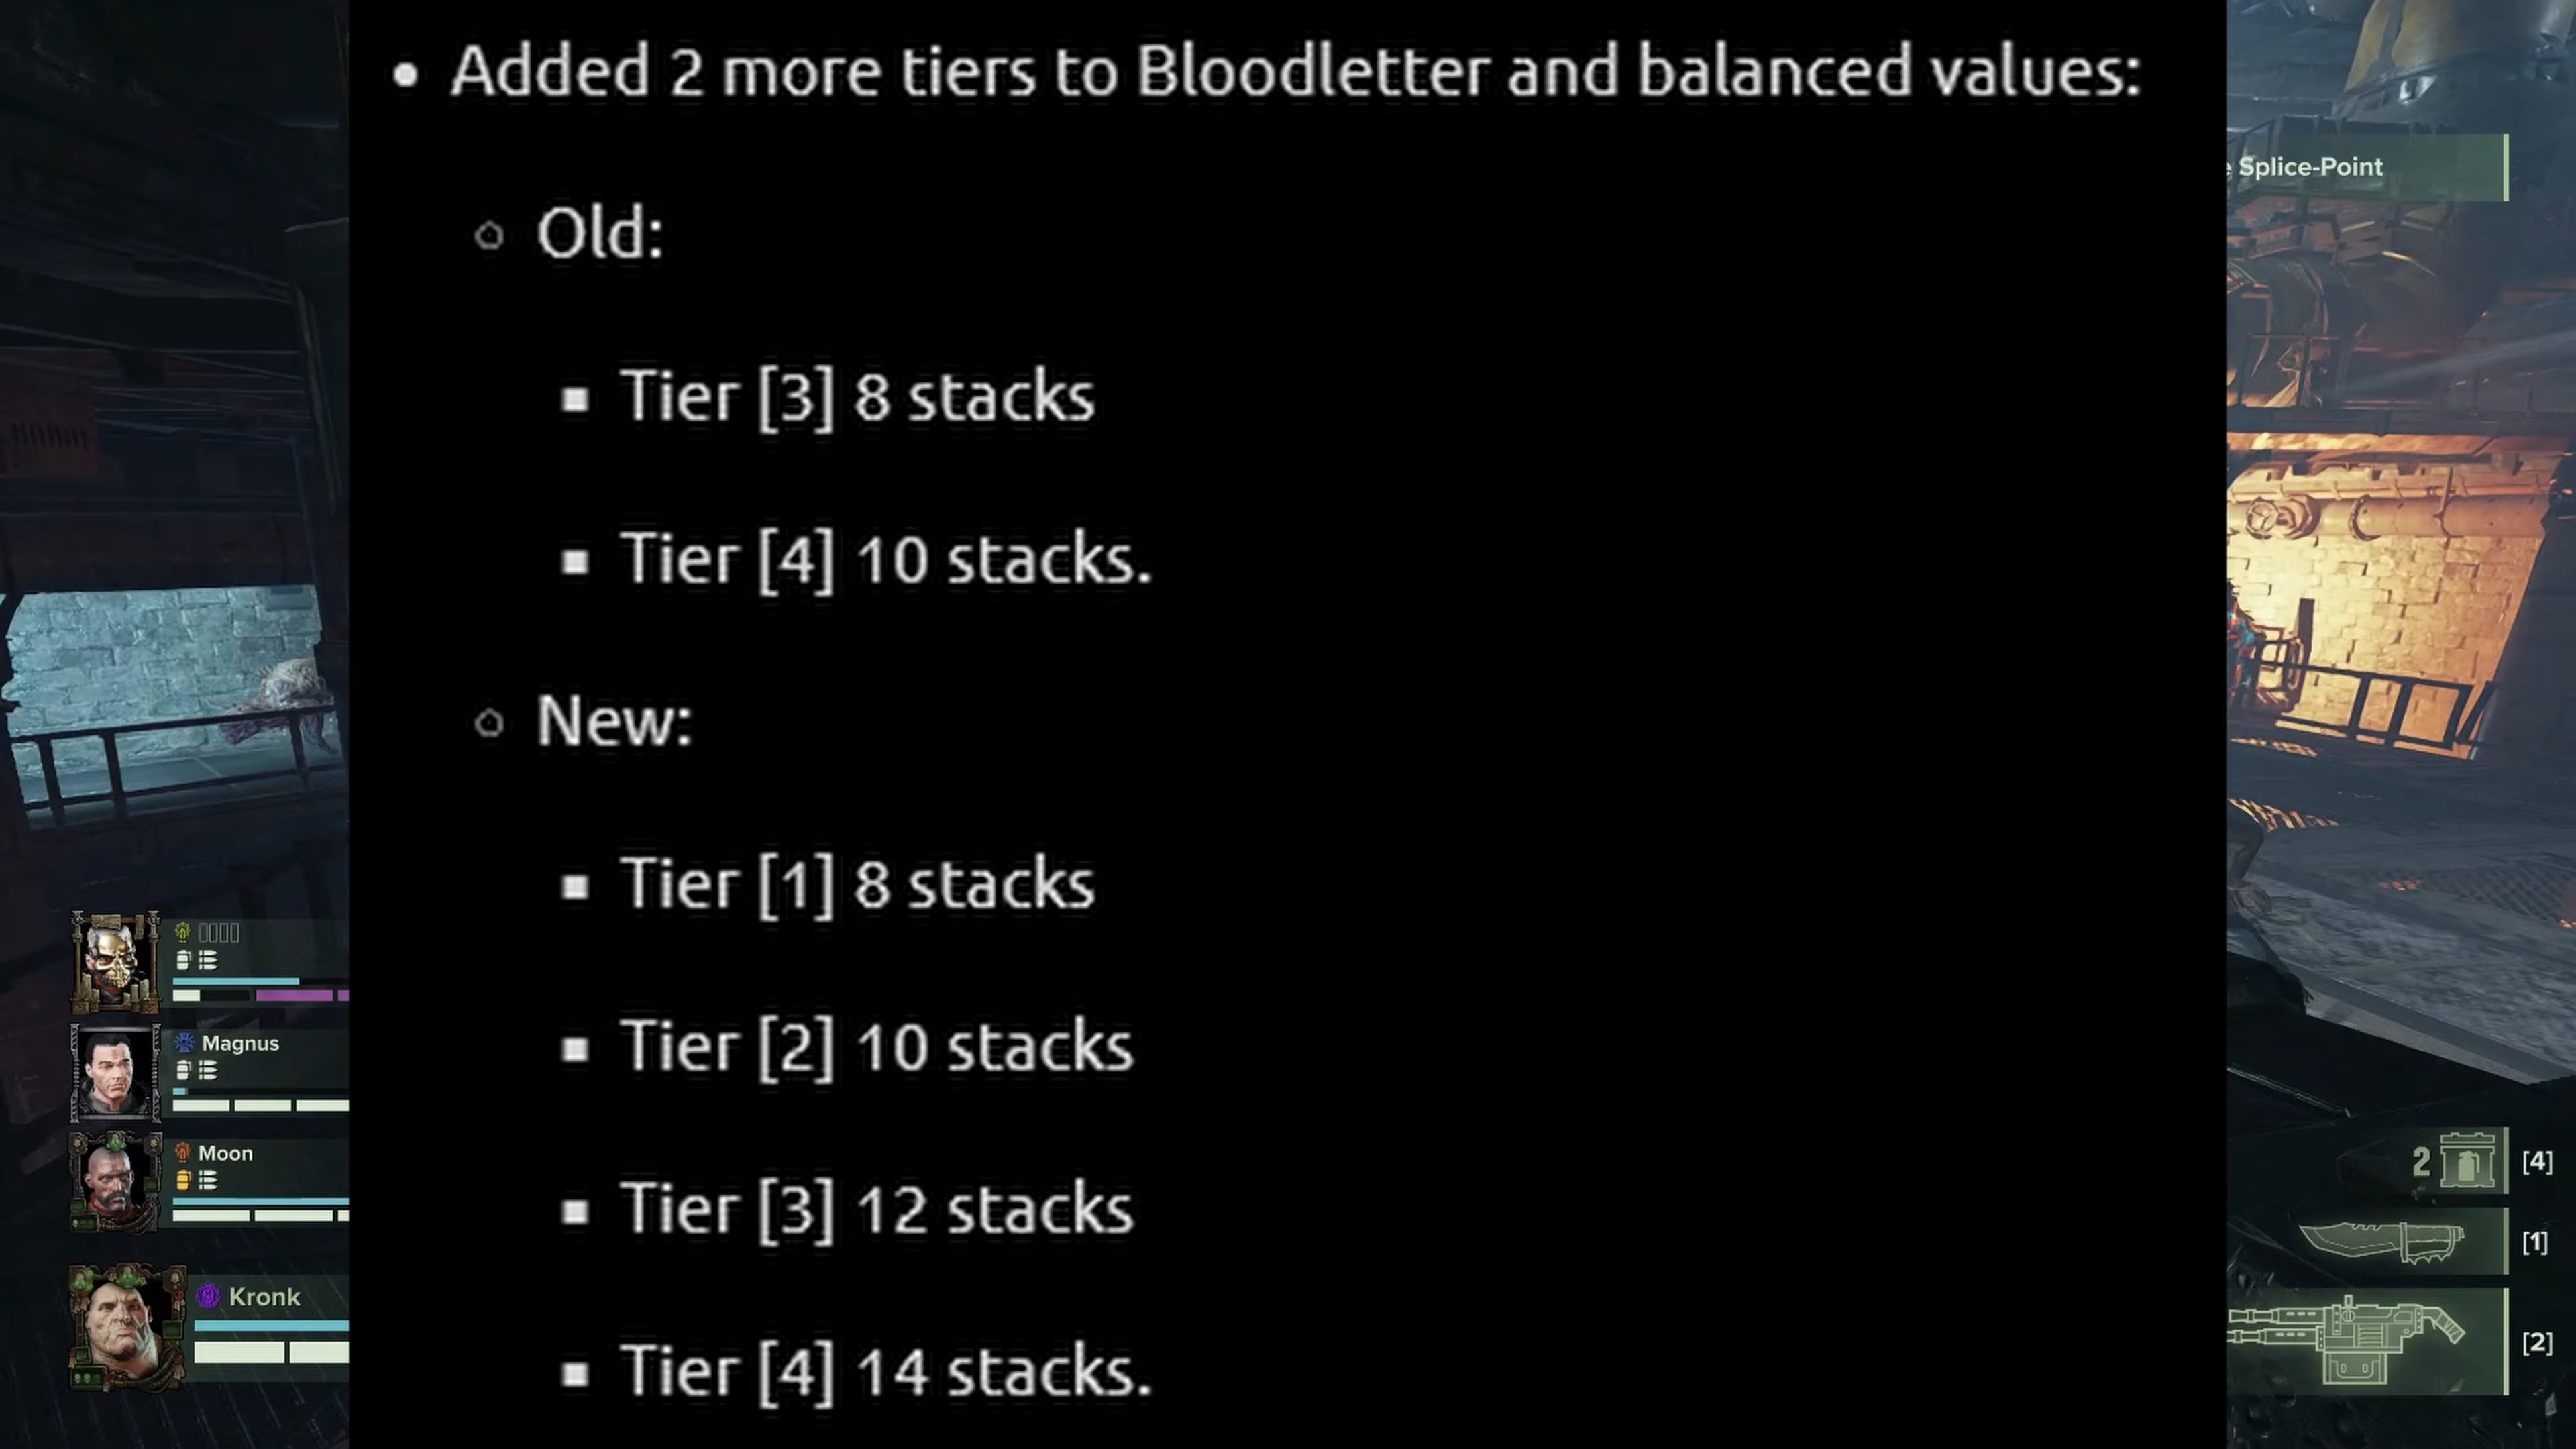 • Added 2 more tiers to Bloodletter and balanced values:
Old:
Tier [3] 8 stacks
Tier [4] 10 stacks.
New:
Tier [1] 8 stacks
Tier [2] 10 stacks
Tier [3] 12 stacks
Tier [4] 14 stacks.
Splice-Point
Magnus
Moon
Kronk
2 [4]
[1]
[2]